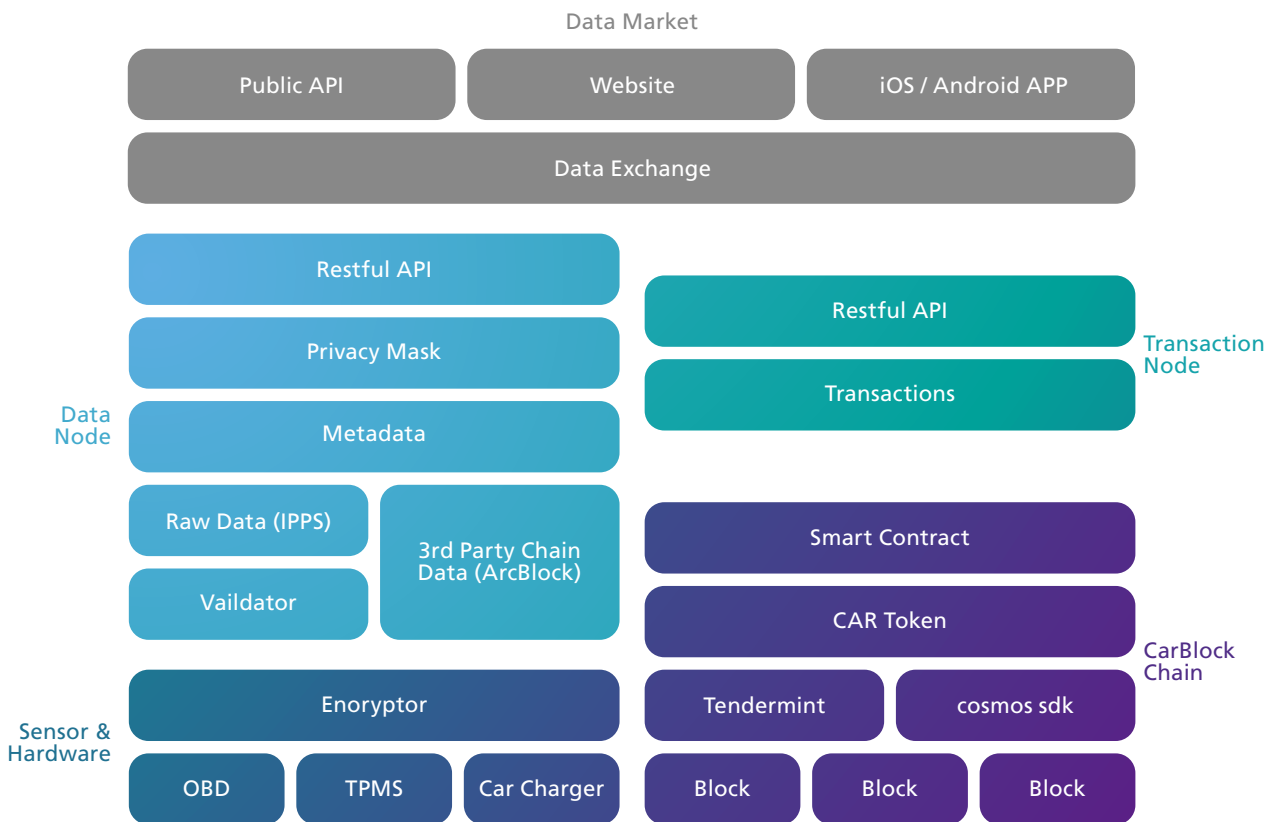 Data Market
Public API
Website
iOS / Android APP
Data Exchange
Restful API
Privacy Mask
Data
Node
Metadata
Raw Data (IPPS)
3rd Party Chain
Data (ArcBlock)
Vaildator
Restful API
Transaction
Node
Transactions
Sensor &
Hardware
Enoryptor
OBD
TPMS
Car Charger
Smart Contract
CAR Token
CarBlock
Chain
Tendermint
cosmos sdk
Block
Block
Block